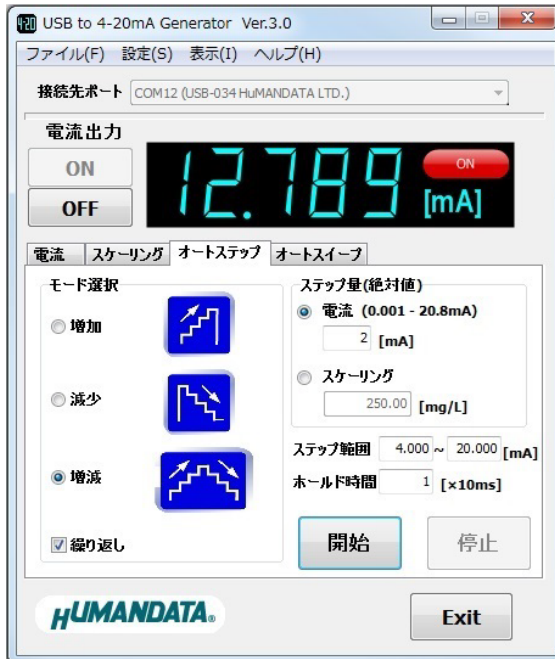 420 USB to 4-20mA Generator Ver.3.0
ファイル(F) 設定(S) 表示(I) ヘルプ(H)
接続先ポート COM12 (USB-034 HuMANDATA LTD.)
電流出力
ON
OFF
12.789
ON
[mA]
電流 スケーリング オートステップ オートスイープ
モード選択
増加
減少
増減
繰り返し
ステップ量(絶対値)
電流 (0.001 - 20.8mA)
2 [mA]
スケーリング
250.00 [mg/L]
ステップ範囲 4.000 ~ 20.000 [mA]
ホールド時間 1 [×10ms]
開始 停止
HUMANDATA®
Exit